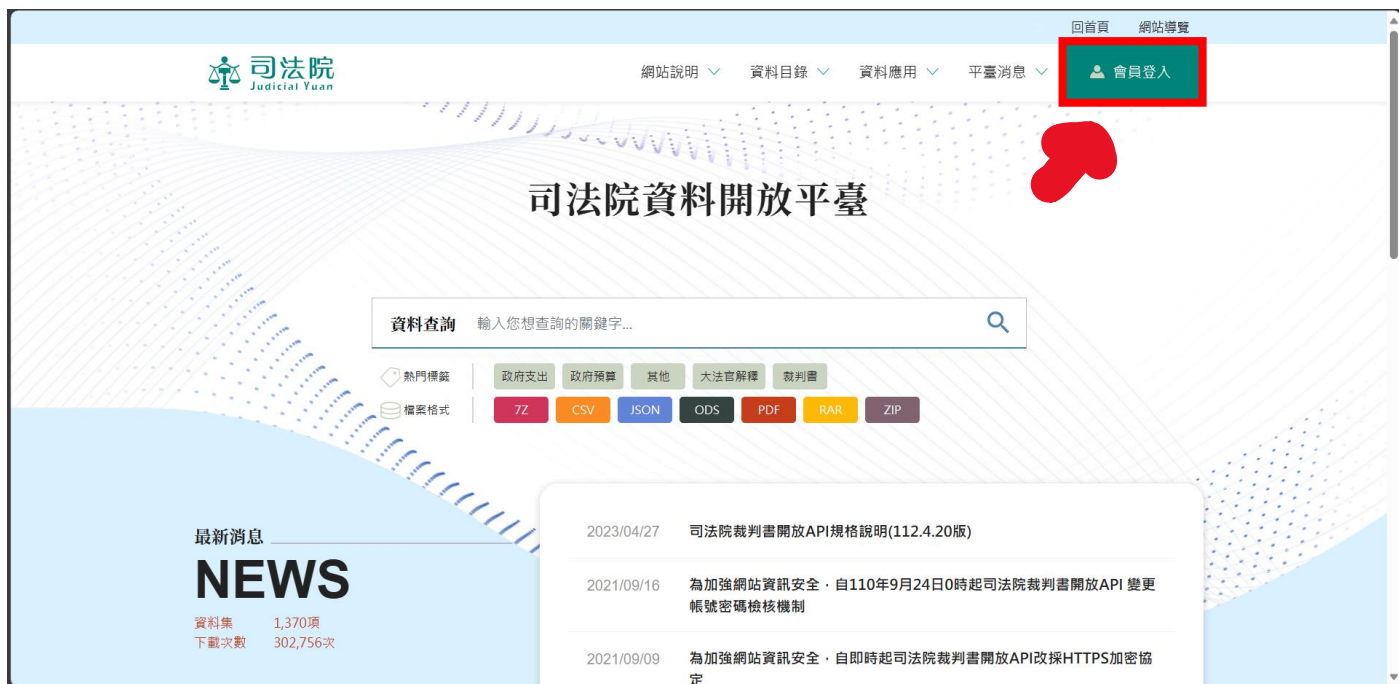 回首頁 網站導覽
司法院
Judicial Yuan
網站說明 資料目錄 資料應用 平臺消息 會員登入
司法院資料開放平臺
資料查詢 輸入您想查詢的關鍵字...
熱門標籤 政府支出 政府預算 其他 大法官解釋 裁判書
檔案格式 7Z CSV JSON ODS PDF RAR ZIP
最新消息
NEWS
資料集 1,370項
下載次數 302,756次
2023/04/27 司法院裁判書開放API規格說明(112.4.20版)
2021/09/16 為加強網站資訊安全，自110年9月24日0時起司法院裁判書開放API 變更
帳號密碼檢核機制
2021/09/09 為加強網站資訊安全，自即時起司法院裁判書開放API改採HTTPS加密協
定